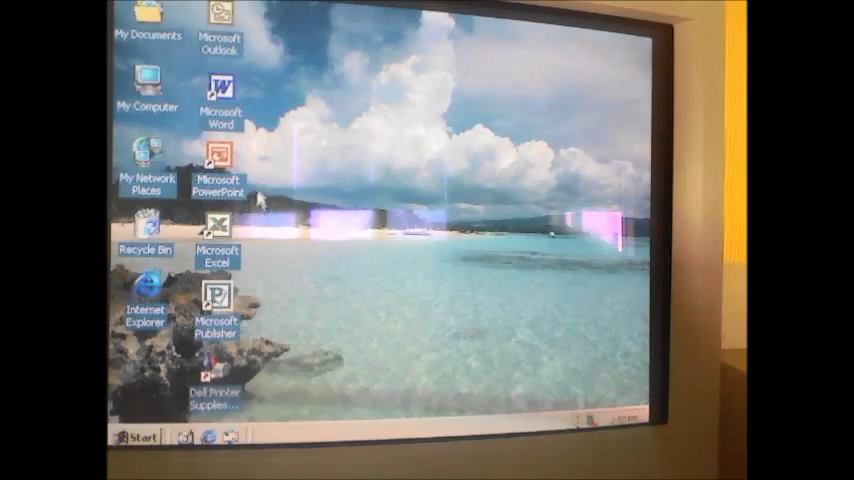 My Documents
Microsoft
Outlook
My Computer
Microsoft
Word
My Network
Places
Microsoft
PowerPoint
Recycle Bin
Microsoft
Excel
Internet
Explorer
Microsoft
Publisher
Dell Printer
Supplies...
Start